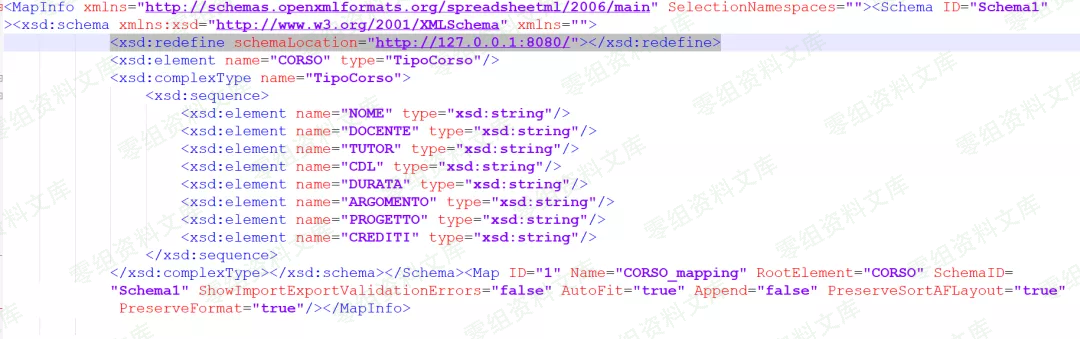 <MapInfo xmlns="http://schemas.openxmlformats.org/spreadsheetml/2006/main" SelectionNamespaces=""><Schema ID="Schema1"
><xsd:schema xmlns:xsd="http://www.w3.org/2001/XMLSchema" xmlns="">
<xsd:redefine schemaLocation="http://127.0.0.1:8080/"></xsd:redefine>
<xsd:element name="CORSO" type="TipoCorso"/>
<xsd:complexType name="TipoCorso">
<xsd:sequence>
<xsd:element name="NOME" type="xsd:string"/>
<xsd:element name="DOCENTE" type="xsd:string"/>
<xsd:element name="TUTOR" type="xsd:string"/>
<xsd:element name="CDL" type="xsd:string"/>
<xsd:element name="DURATA" type="xsd:string"/>
<xsd:element name="ARGOMENTO" type="xsd:string"/>
<xsd:element name="PROGETTO" type="xsd:string"/>
<xsd:element name="CREDITI" type="xsd:string"/>
</xsd:sequence>
</xsd:complexType></xsd:schema></Schema><Map ID="1" Name="CORSO_mapping" RootElement="CORSO" SchemaID=
"Schema1" ShowImportExportValidationErrors="false" AutoFit="true" Append="false" PreserveSortAFLayout="true"
PreserveFormat="true"/></MapInfo>
零组资料文库